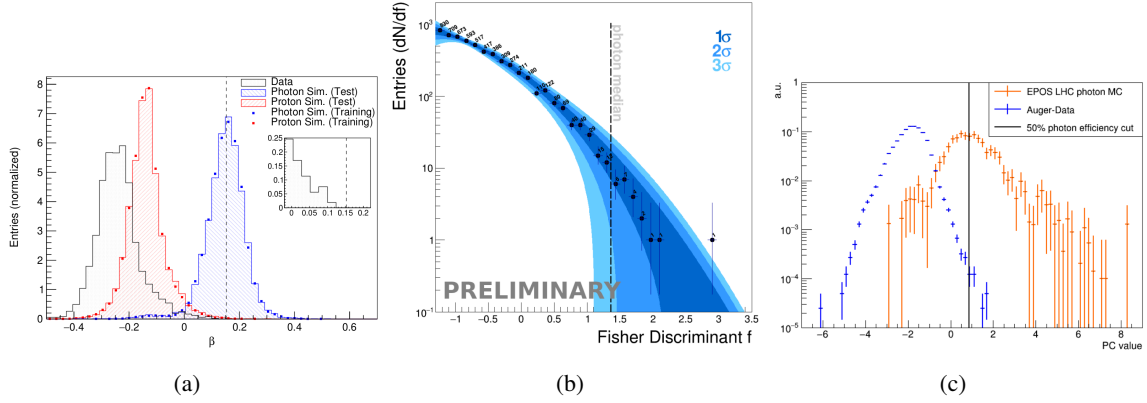 Data
Photon Sim. (Test)
Proton Sim. (Test)
Photon Sim. (Training)
Proton Sim. (Training)
Entries (normalized)
8
7
6
5
4
3
2
1
0
0.25
0.2
0.15
0.1
0.05
0
0 0.05 0.1 0.15 0.2
−0.4 −0.2 0 0.2 0.4 0.6
β
(a)
Entries (dN/df)
10³
10²
10
1
10⁻¹
1σ
2σ
3σ
photon median
PRELIMINARY
-1 -0.5 0 0.5 1 1.5 2 2.5 3 3.5
Fisher Discriminant f
(b)
a.u.
1
10⁻¹
10⁻²
10⁻³
10⁻⁴
10⁻⁵
EPOS LHC photon MC
Auger-Data
50% photon efficiency cut
−6 −4 −2 0 2 4 6 8
PC value
(c)